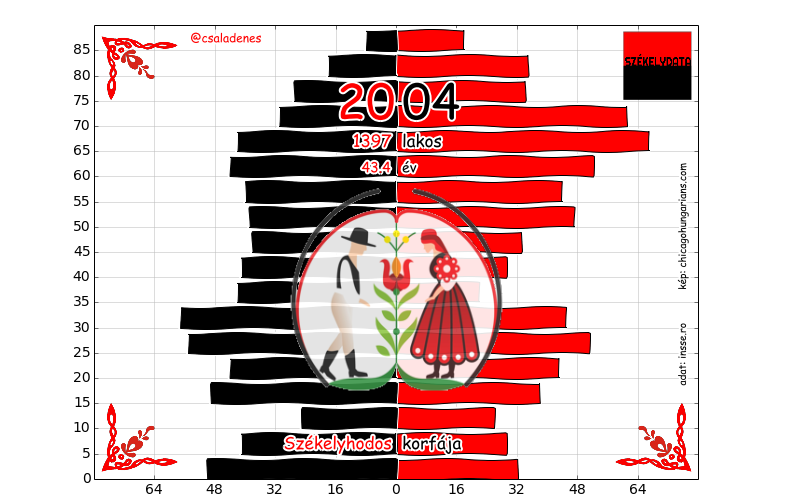 @csaladenes
SZÉKELYDATA
2004
1397 lakos
43.4 év
kép: chicagohungarians.com
adat: insse.ro
Székelyhodos korfája
85
80
75
70
65
60
55
50
45
40
35
30
25
20
15
10
5
0
64 48 32 16 0 16 32 48 64